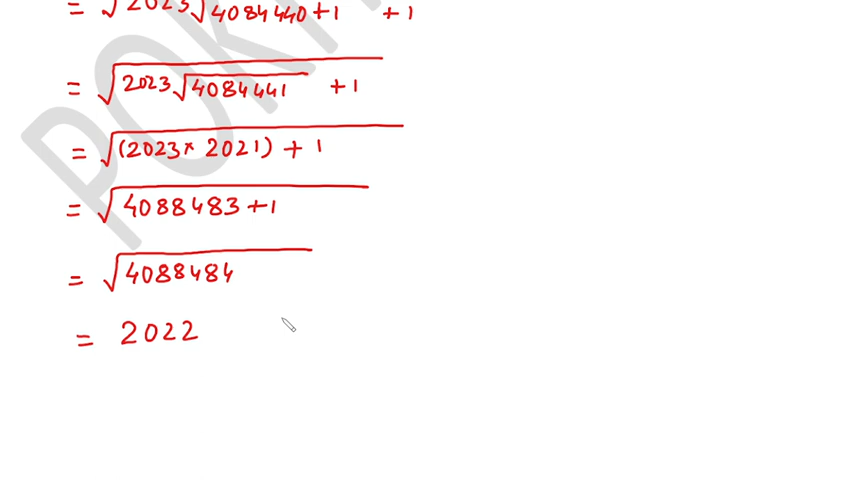 = √2023√4084440+1 +1
= √2023√4084441 +1
= √(2023× 2021) + 1
= √4088483+1
= √4088484
= 2022